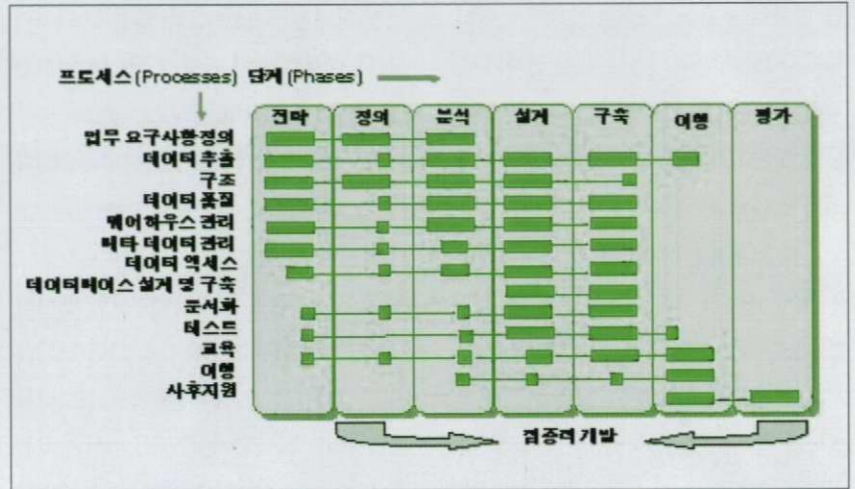 프로세스 (Processes) 단계 (Phases)
전략 정의 분석 설계 구축 이행 평가
업무 요구사항 정의
데이터 추출
구조
데이터 품질
웨어하우스 관리
메타 데이터 관리
데이터 액세스
데이터베이스 설계 및 구축
문서화
테스트
교육
이행
사후지원
점증적 개발